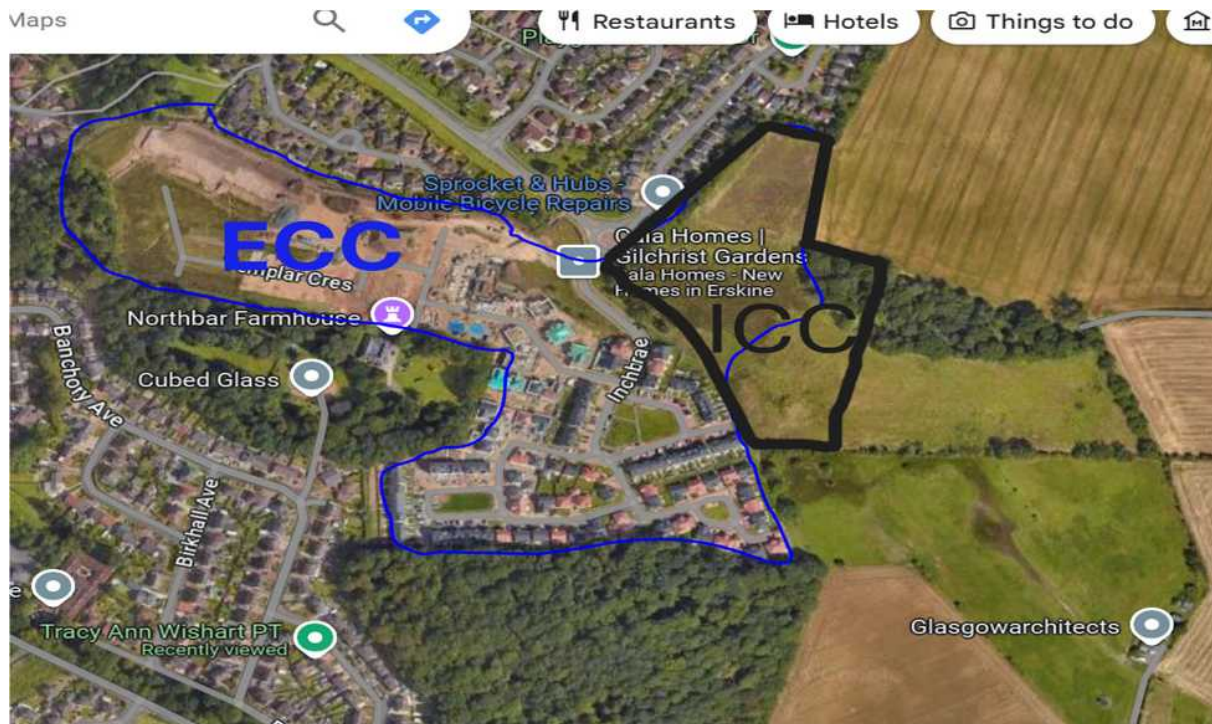 Maps
Restaurants
Hotels
Things to do
Sprocket & Hubs -
Mobile Bicycle Repairs
ECC
Cala Homes |
Gilchrist Gardens
Cala Homes - New
Homes in Erskine
Templar Cres
Northbar Farmhouse
ICC
Inchbrae
Banchory Ave
Cubed Glass
Birkhall Ave
Tracy Ann Wishart PT
Recently viewed
Glasgowarchitects